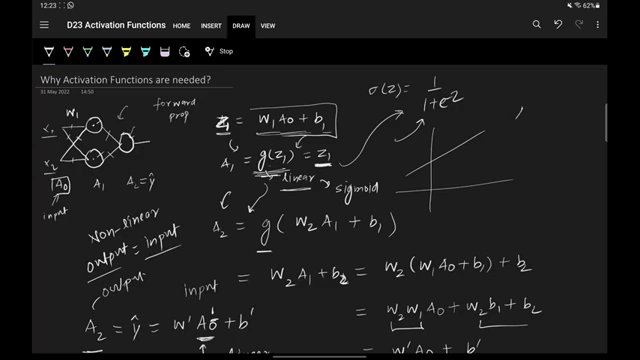 12:23
62%
D23 Activation Functions
HOME INSERT DRAW VIEW
Stop
Why Activation Functions are needed?
31 May 2022 14:50
σ(z) = 1 / 1+e^-z
W1
forward prop
x1
x2
A0 A1 A2 = ŷ
input
Z1 = W1 A0 + b1
A1 = g(Z1) = Z1
linear sigmoid
A2 = g ( W2 A1 + b1 )
Non-linear
output = input
output
input = W2 A1 + b2 = W2 (W1 A0 + b1) + b2
= W2 W1 A0 + W2 b1 + b2
A2 = ŷ = W' A0 + b'
= W' A0 + b'
linear